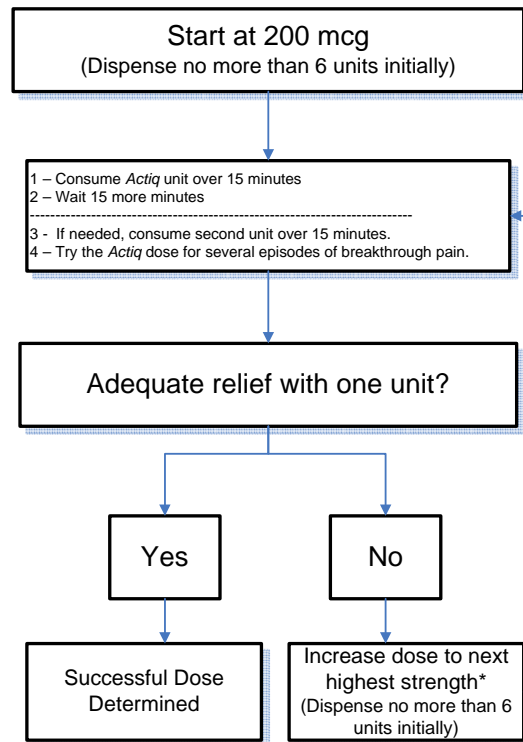 Start at 200 mcg
(Dispense no more than 6 units initially)
1 – Consume Actiq unit over 15 minutes
2 – Wait 15 more minutes
--------------------------------------------------------------------
3 - If needed, consume second unit over 15 minutes.
4 – Try the Actiq dose for several episodes of breakthrough pain.
Adequate relief with one unit?
Yes
No
Successful Dose
Determined
Increase dose to next
highest strength*
(Dispense no more than 6
units initially)